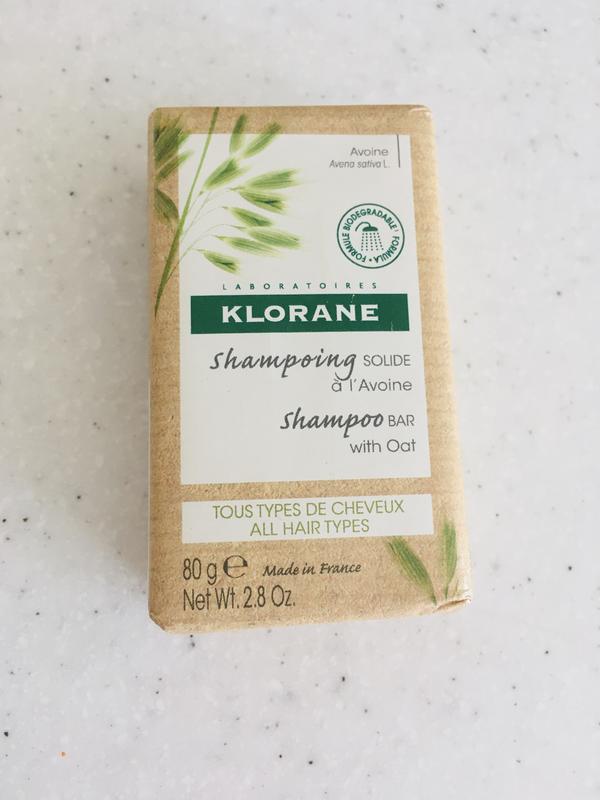 Avoine
Avena sativa L.
FORMULE BIODEGRADABLE • FORMULA •
LABORATOIRES
KLORANE
Shampoing SOLIDE
à l'Avoine
Shampoo BAR
with Oat
TOUS TYPES DE CHEVEUX
ALL HAIR TYPES
80 g ℮ Made in France
Net Wt. 2.8 Oz.